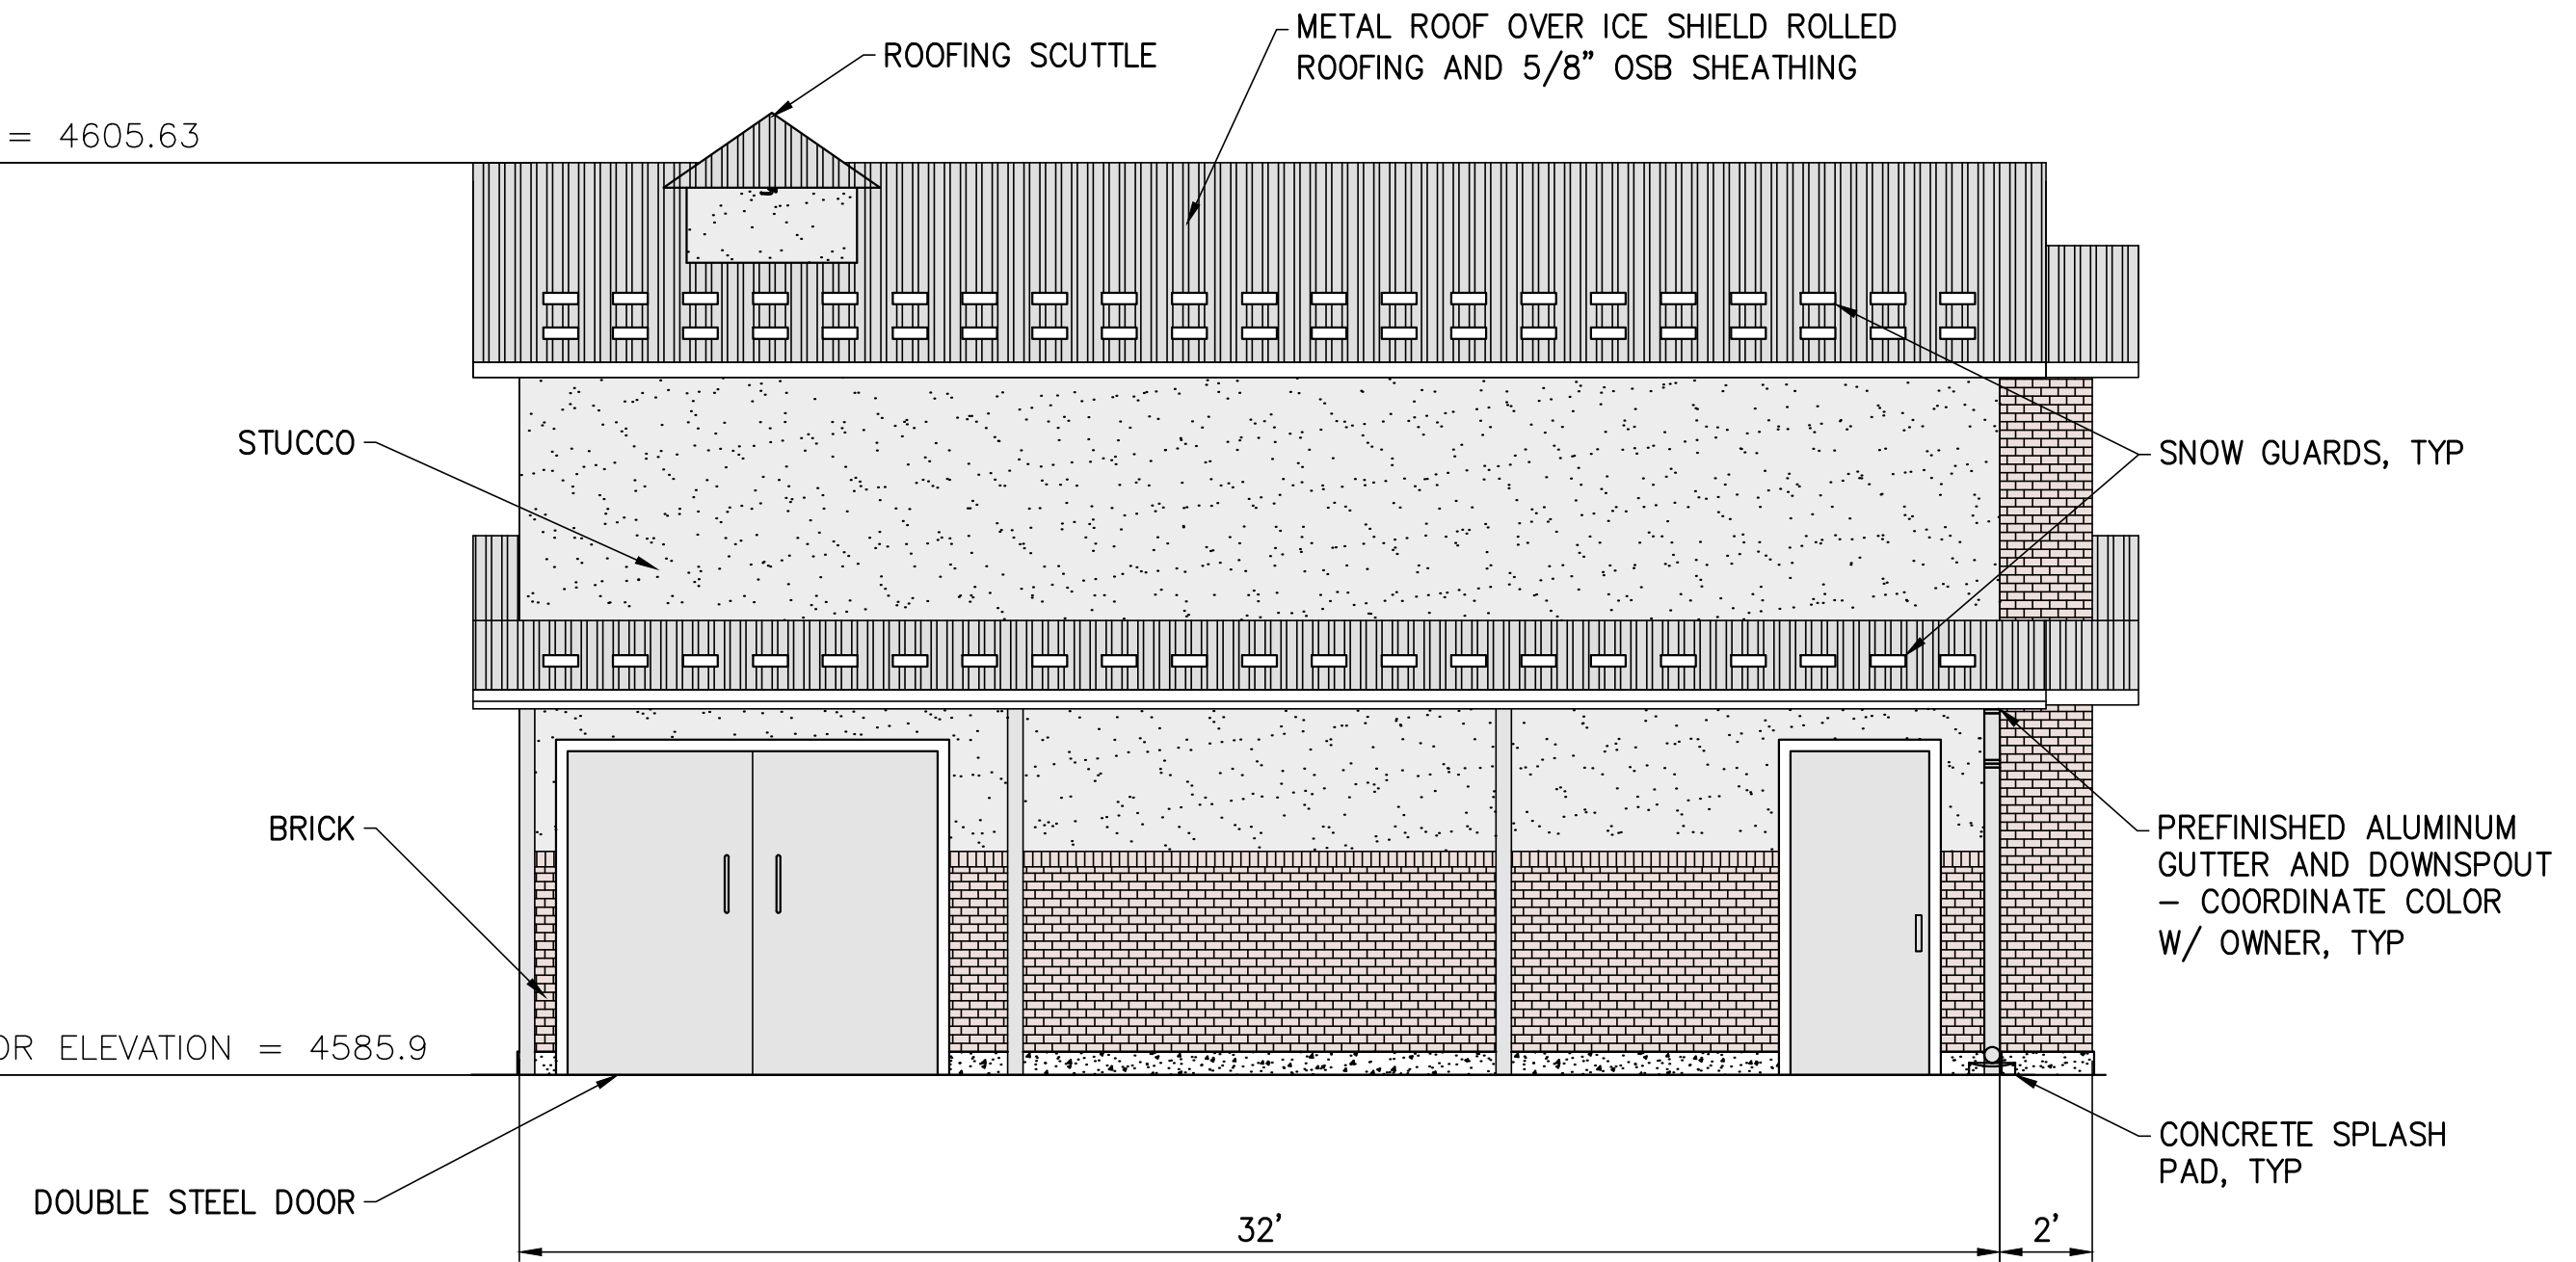 METAL ROOF OVER ICE SHIELD ROLLED
ROOFING AND 5/8” OSB SHEATHING
ROOFING SCUTTLE
= 4605.63
STUCCO
SNOW GUARDS, TYP
BRICK
PREFINISHED ALUMINUM
GUTTER AND DOWNSPOUT
– COORDINATE COLOR
W/ OWNER, TYP
OR ELEVATION = 4585.9
CONCRETE SPLASH
PAD, TYP
DOUBLE STEEL DOOR
32’
2’